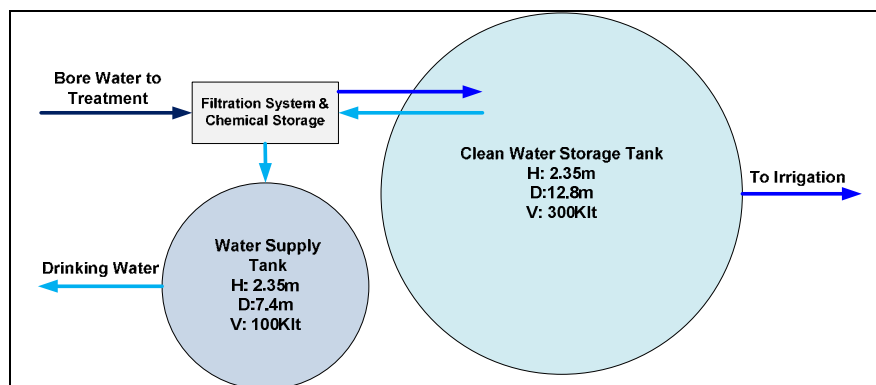 Bore Water to
Treatment
Filtration System &
Chemical Storage
Clean Water Storage Tank
H: 2.35m
D:12.8m
V: 300Klt
To Irrigation
Water Supply
Tank
H: 2.35m
D:7.4m
V: 100Klt
Drinking Water